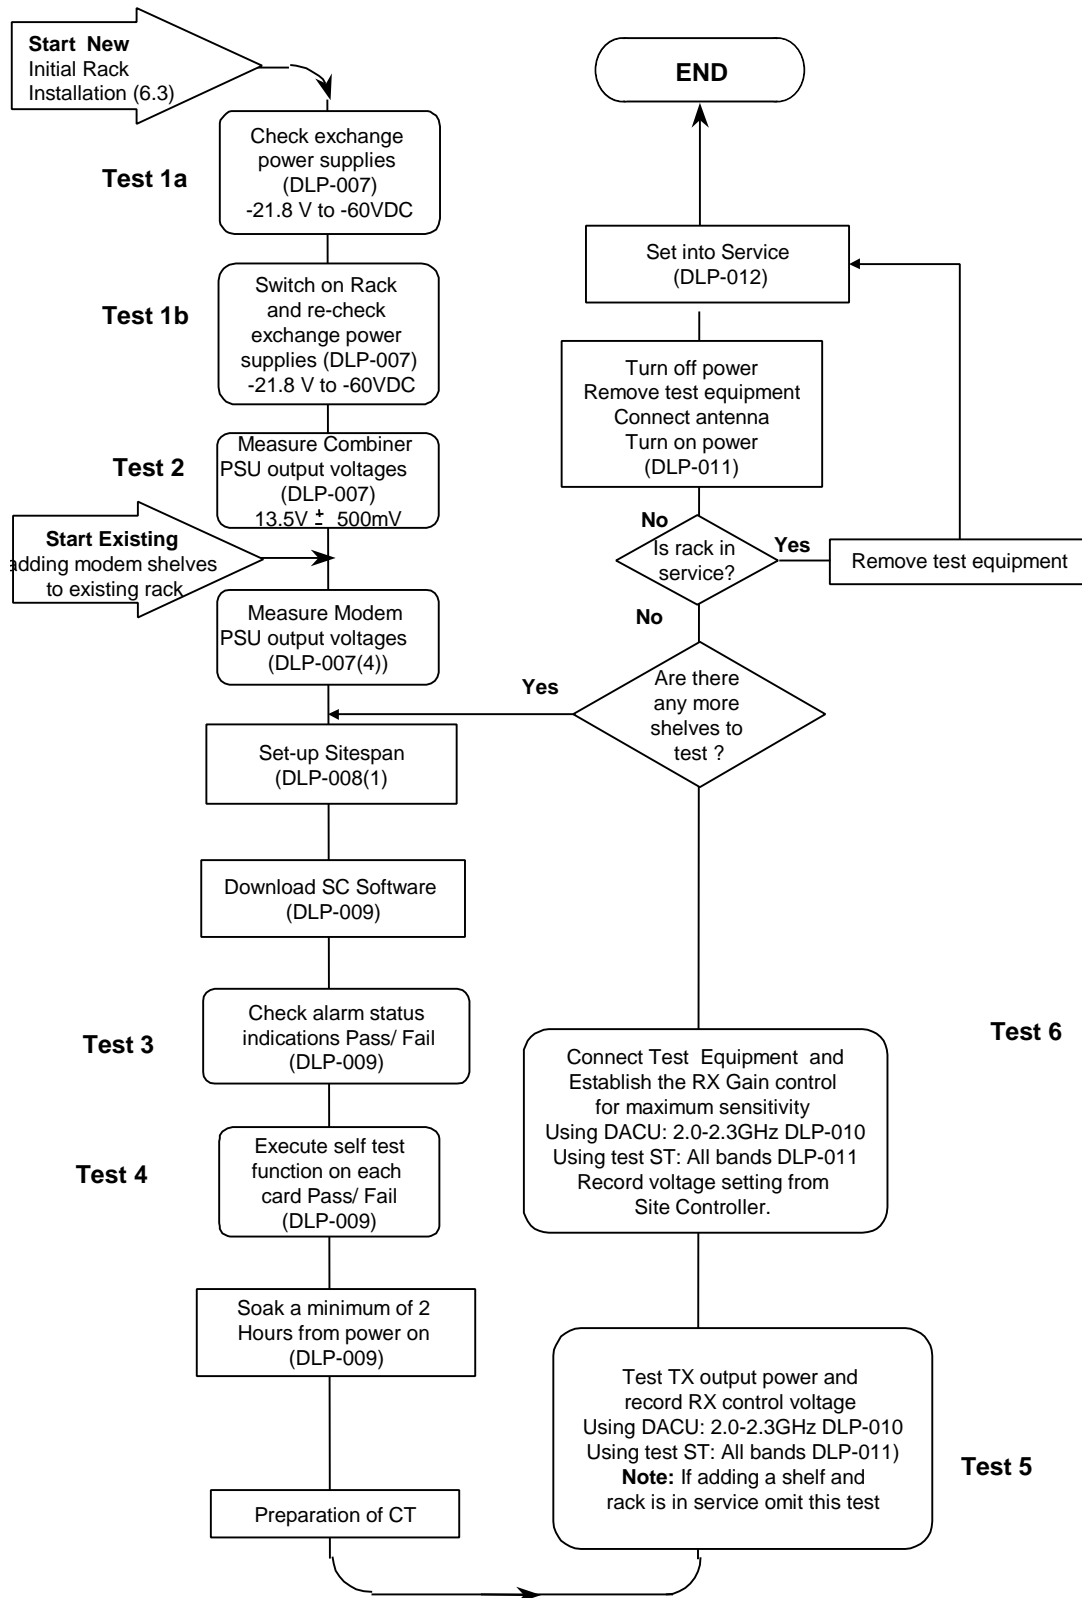 Start New
Initial Rack
Installation (6.3)
Test 1a
Check exchange
power supplies
(DLP-007)
-21.8 V to -60VDC
Test 1b
Switch on Rack
and re-check
exchange power
supplies (DLP-007)
-21.8 V to -60VDC
Test 2
Measure Combiner
PSU output voltages
(DLP-007)
13.5V ± 500mV
Start Existing
adding modem shelves
to existing rack
Measure Modem
PSU output voltages
(DLP-007(4))
Set-up Sitespan
(DLP-008(1)
Download SC Software
(DLP-009)
Test 3
Check alarm status
indications Pass/ Fail
(DLP-009)
Test 4
Execute self test
function on each
card Pass/ Fail
(DLP-009)
Soak a minimum of 2
Hours from power on
(DLP-009)
Preparation of CT
Test 5
Test TX output power and
record RX control voltage
Using DACU: 2.0-2.3GHz DLP-010
Using test ST: All bands DLP-011)
Note: If adding a shelf and
rack is in service omit this test
Test 6
Connect Test Equipment and
Establish the RX Gain control
for maximum sensitivity
Using DACU: 2.0-2.3GHz DLP-010
Using test ST: All bands DLP-011
Record voltage setting from
Site Controller.
Are there
any more
shelves to
test ?
Yes
No
Is rack in
service?
Yes
Remove test equipment
No
Turn off power
Remove test equipment
Connect antenna
Turn on power
(DLP-011)
Set into Service
(DLP-012)
END